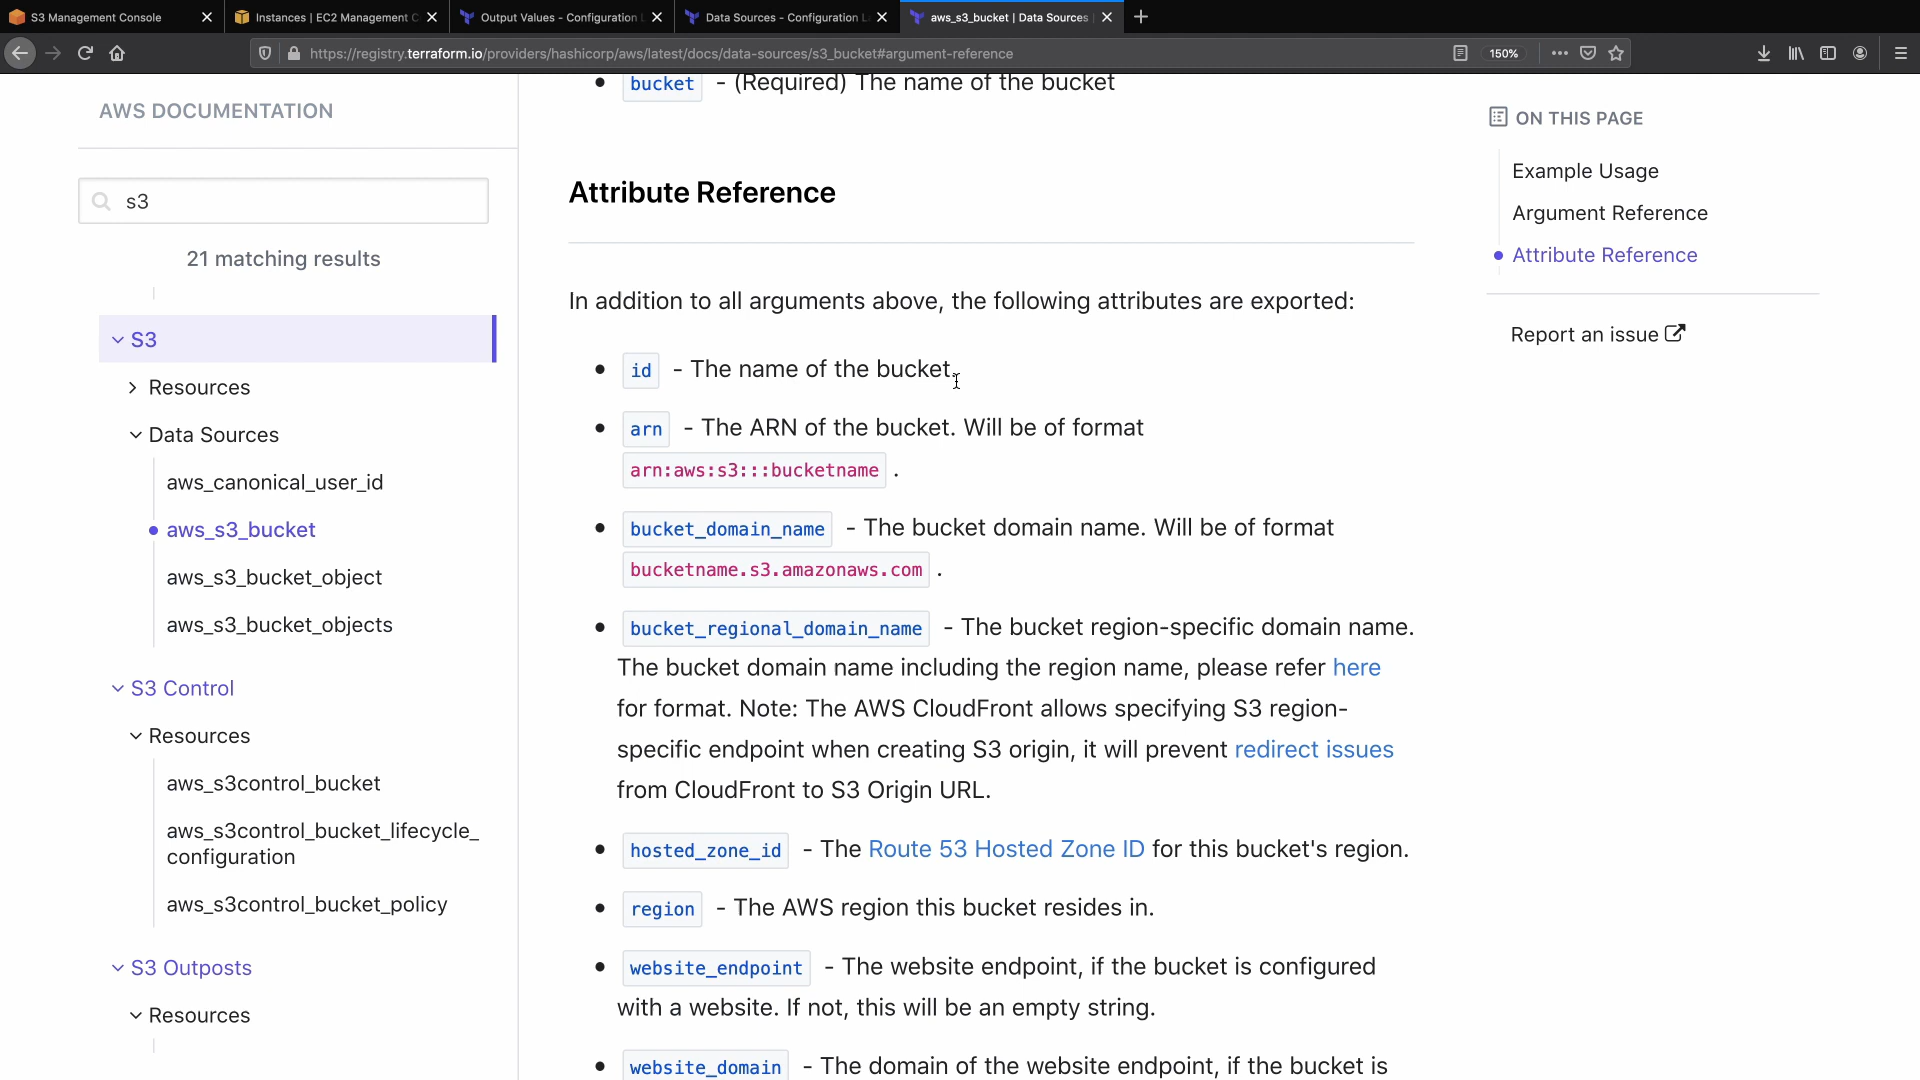 S3 Management Console
Instances | EC2 Management C
Output Values - Configuration L
Data Sources - Configuration La
aws_s3_bucket | Data Sources
https://registry.terraform.io/providers/hashicorp/aws/latest/docs/data-sources/s3_bucket#argument-reference
150%
AWS DOCUMENTATION
s3
21 matching results
S3
Resources
Data Sources
aws_canonical_user_id
aws_s3_bucket
aws_s3_bucket_object
aws_s3_bucket_objects
S3 Control
Resources
aws_s3control_bucket
aws_s3control_bucket_lifecycle_
configuration
aws_s3control_bucket_policy
S3 Outposts
Resources
bucket - (Required) The name of the bucket
Attribute Reference
In addition to all arguments above, the following attributes are exported:
id - The name of the bucket.
arn - The ARN of the bucket. Will be of format
arn:aws:s3:::bucketname .
bucket_domain_name - The bucket domain name. Will be of format
bucketname.s3.amazonaws.com .
bucket_regional_domain_name - The bucket region-specific domain name.
The bucket domain name including the region name, please refer here
for format. Note: The AWS CloudFront allows specifying S3 region-
specific endpoint when creating S3 origin, it will prevent redirect issues
from CloudFront to S3 Origin URL.
hosted_zone_id - The Route 53 Hosted Zone ID for this bucket's region.
region - The AWS region this bucket resides in.
website_endpoint - The website endpoint, if the bucket is configured
with a website. If not, this will be an empty string.
website_domain - The domain of the website endpoint, if the bucket is
ON THIS PAGE
Example Usage
Argument Reference
Attribute Reference
Report an issue